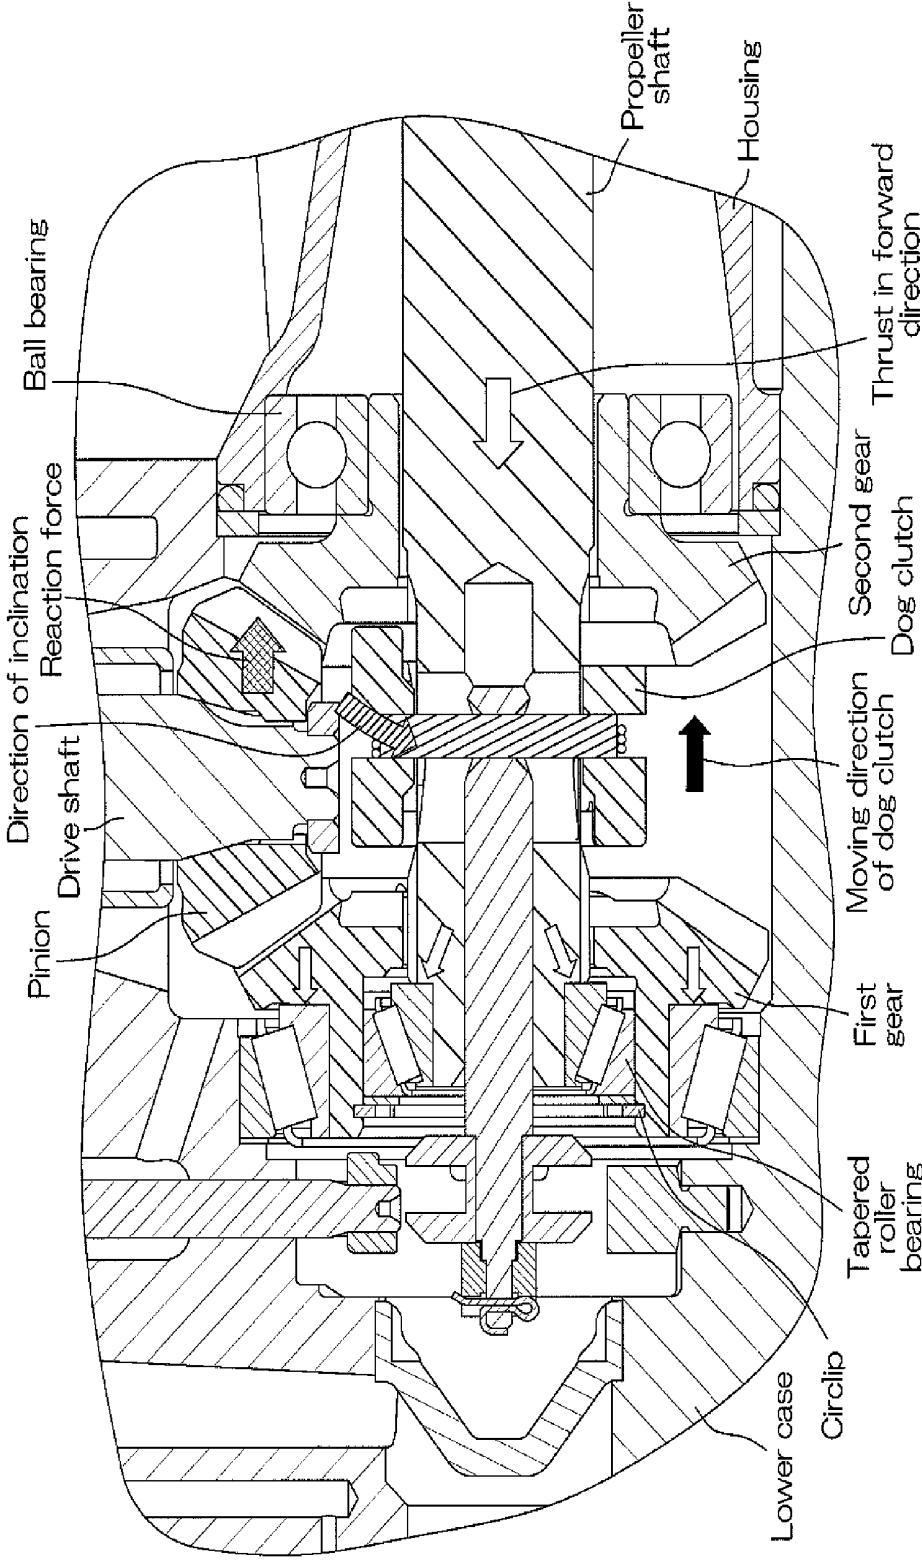 Pinion
Drive shaft
Direction of inclination
Reaction force
Ball bearing
Propeller
shaft
Housing
Thrust in forward
direction
Second gear
Dog clutch
Moving direction
of dog clutch
First
gear
Tapered
roller
bearing
Circlip
Lower case